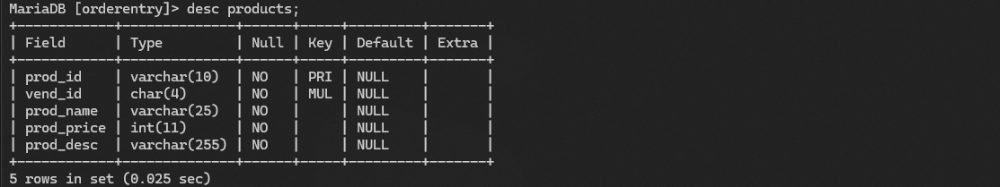 MariaDB [orderentry]> desc products;
+------------+--------------+------+-----+---------+-------+
| Field      | Type         | Null | Key | Default | Extra |
+------------+--------------+------+-----+---------+-------+
| prod_id    | varchar(10)  | NO   | PRI | NULL    |       |
| vend_id    | char(4)      | NO   | MUL | NULL    |       |
| prod_name  | varchar(25)  | NO   |     | NULL    |       |
| prod_price | int(11)      | NO   |     | NULL    |       |
| prod_desc  | varchar(255) | NO   |     | NULL    |       |
+------------+--------------+------+-----+---------+-------+
5 rows in set (0.025 sec)